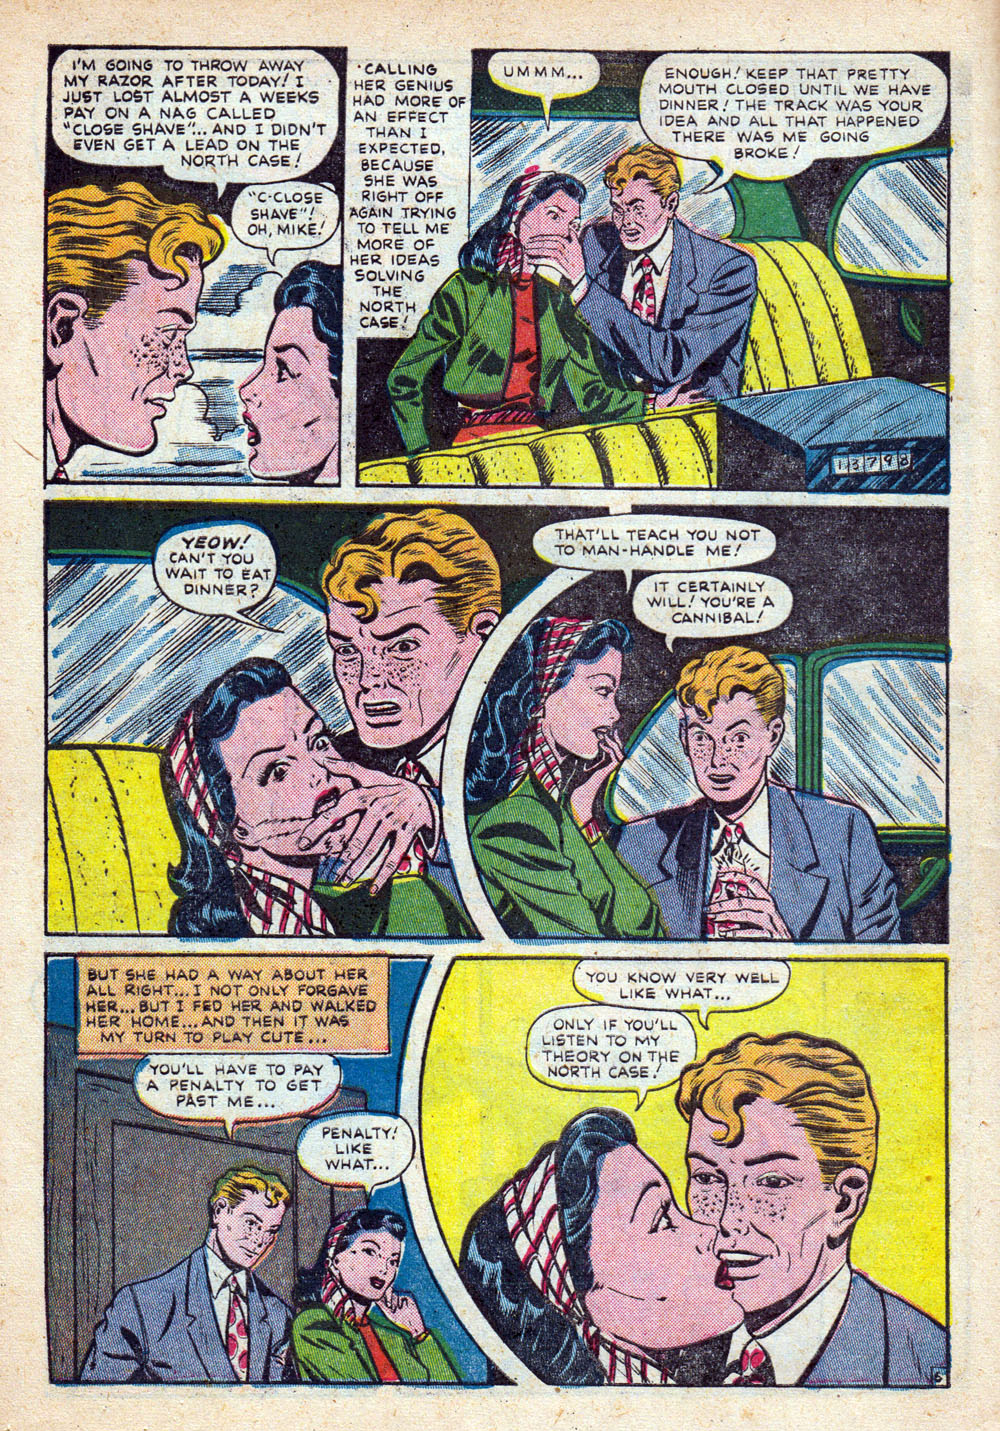 I'M GOING TO THROW AWAY
MY RAZOR AFTER TODAY! I
JUST LOST ALMOST A WEEKS
PAY ON A NAG CALLED
"CLOSE SHAVE"... AND I DIDN'T
EVEN GET A LEAD ON THE
NORTH CASE!
"C-CLOSE
SHAVE"!
OH, MIKE!
CALLING
HER GENIUS
HAD MORE OF
AN EFFECT
THAN I
EXPECTED,
BECAUSE
SHE WAS
RIGHT OFF
AGAIN TRYING
TO TELL ME
MORE OF
HER IDEAS
SOLVING
THE
NORTH
CASE!
UMMM...
ENOUGH! KEEP THAT PRETTY
MOUTH CLOSED UNTIL WE HAVE
DINNER! THE TRACK WAS YOUR
IDEA AND ALL THAT HAPPENED
THERE WAS ME GOING
BROKE!
13798
YEOW!
CAN'T YOU
WAIT TO EAT
DINNER?
THAT'LL TEACH YOU NOT
TO MAN-HANDLE ME!
IT CERTAINLY
WILL! YOU'RE A
CANNIBAL!
BUT SHE HAD A WAY ABOUT HER
ALL RIGHT... I NOT ONLY FORGAVE
HER... BUT I FED HER AND WALKED
HER HOME... AND THEN IT WAS
MY TURN TO PLAY CUTE...
YOU'LL HAVE TO PAY
A PENALTY TO GET
PAST ME...
PENALTY!
LIKE
WHAT...
YOU KNOW VERY WELL
LIKE WHAT...
ONLY IF YOU'LL
LISTEN TO MY
THEORY ON THE
NORTH CASE!